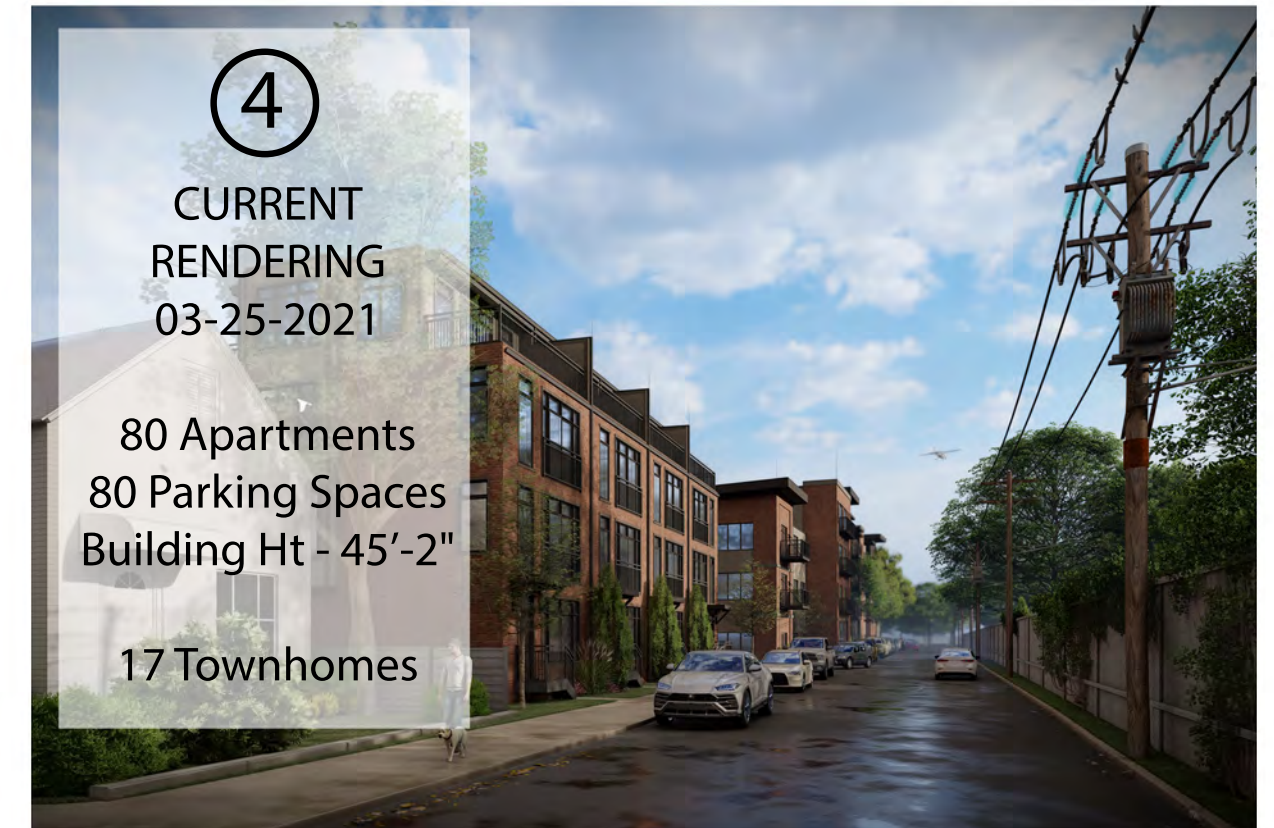 4
CURRENT
RENDERING
03-25-2021
80 Apartments
80 Parking Spaces
Building Ht - 45’-2"
17 Townhomes